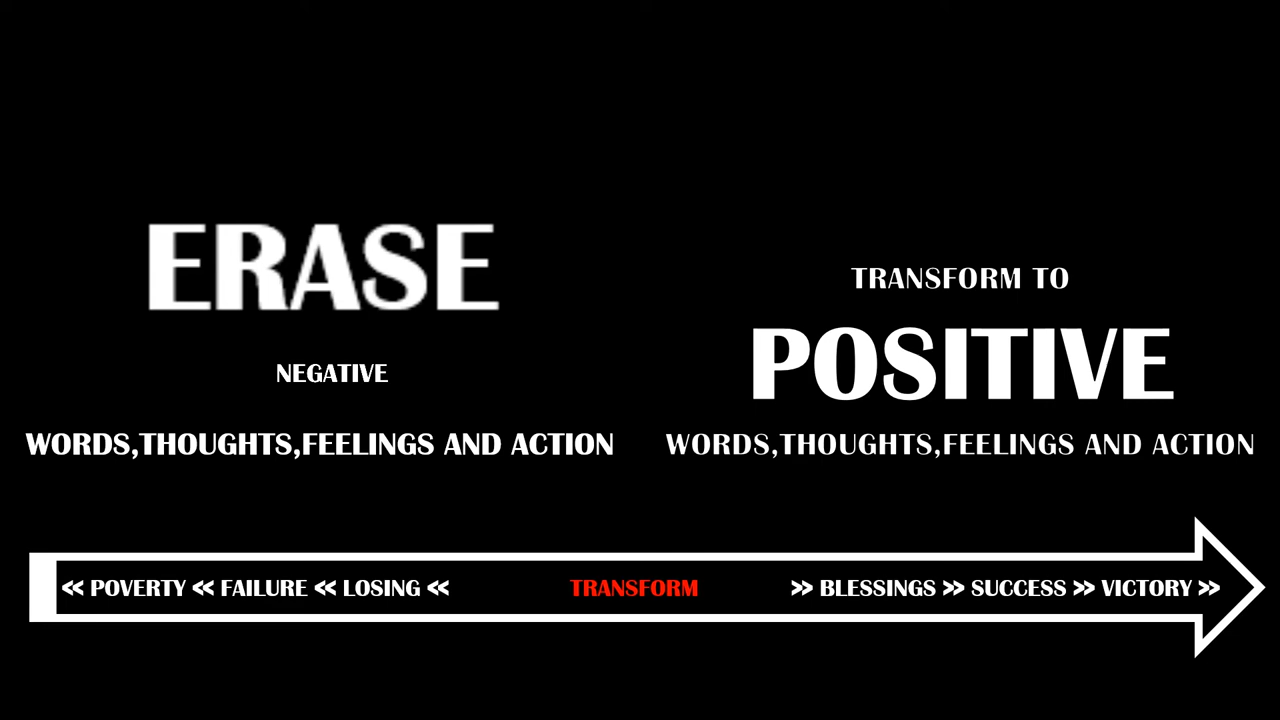 ERASE
NEGATIVE
WORDS,THOUGHTS,FEELINGS AND ACTION
TRANSFORM TO
POSITIVE
WORDS,THOUGHTS,FEELINGS AND ACTION
<< POVERTY << FAILURE << LOSING << TRANSFORM >> BLESSINGS >> SUCCESS >> VICTORY >>